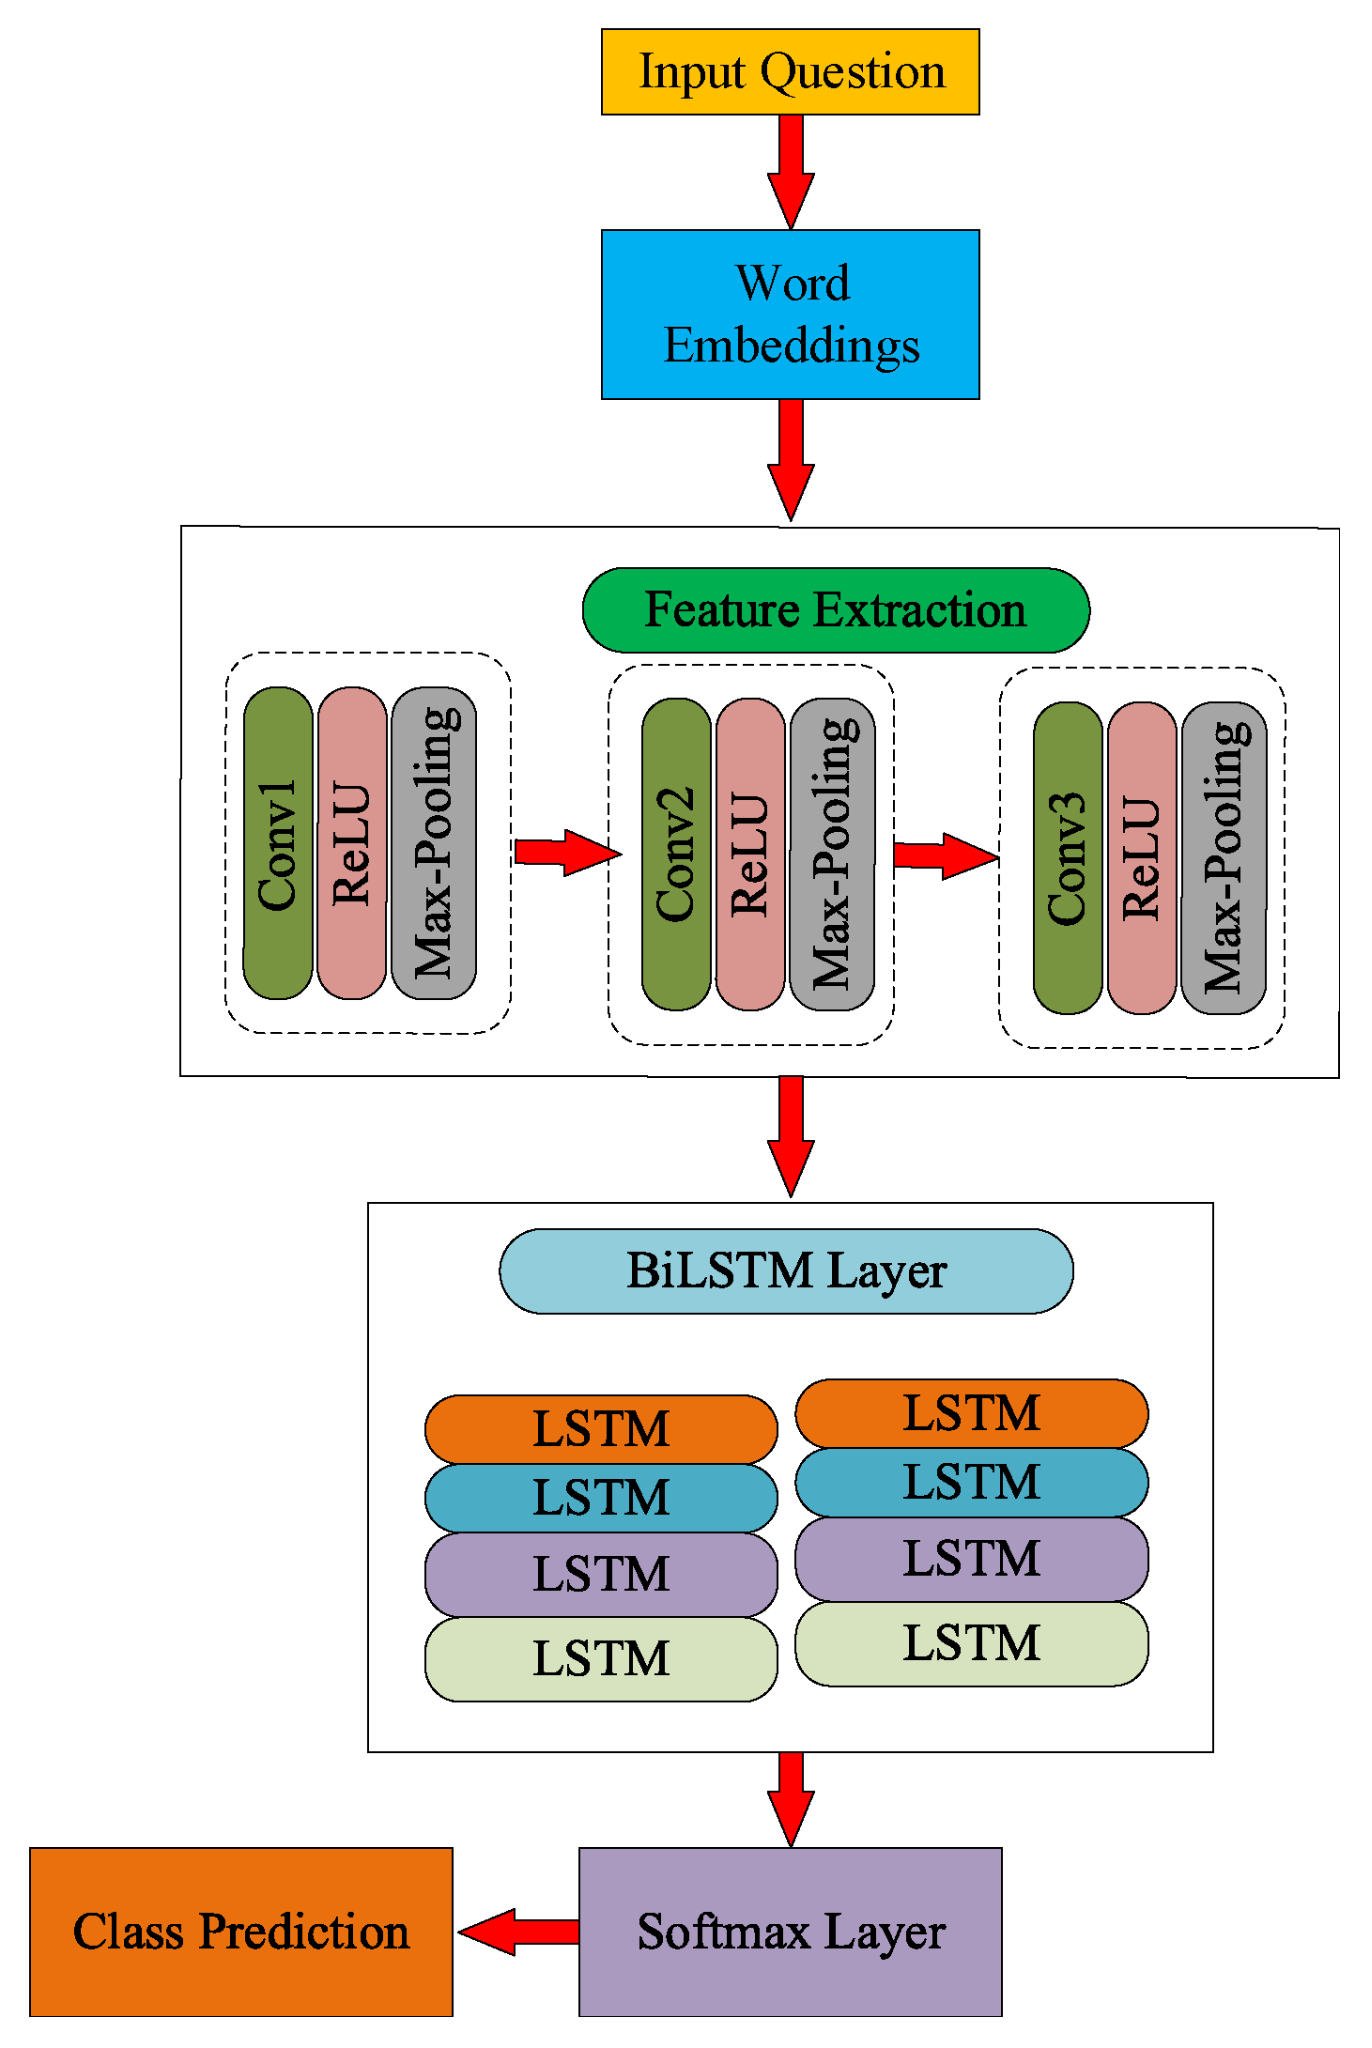 Input Question
Word
Embeddings
Feature Extraction
Conv1
ReLU
Max-Pooling
Conv2
ReLU
Max-Pooling
Conv3
ReLU
Max-Pooling
BiLSTM Layer
LSTM
LSTM
LSTM
LSTM
LSTM
LSTM
LSTM
LSTM
Class Prediction
Softmax Layer